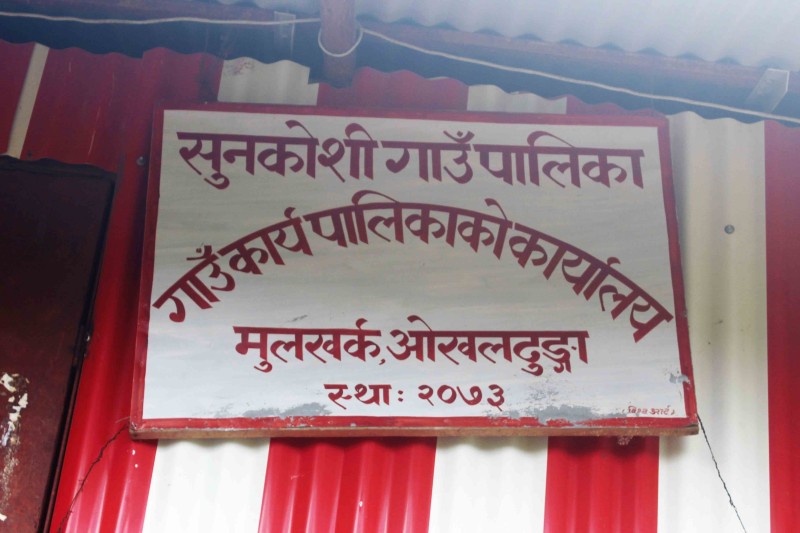 सुनकोशी गाउँपालिका
गाउँ कार्यपालिकाको कार्यालय
मुलखर्क, ओखलढुङ्गा
स्था: २०७३